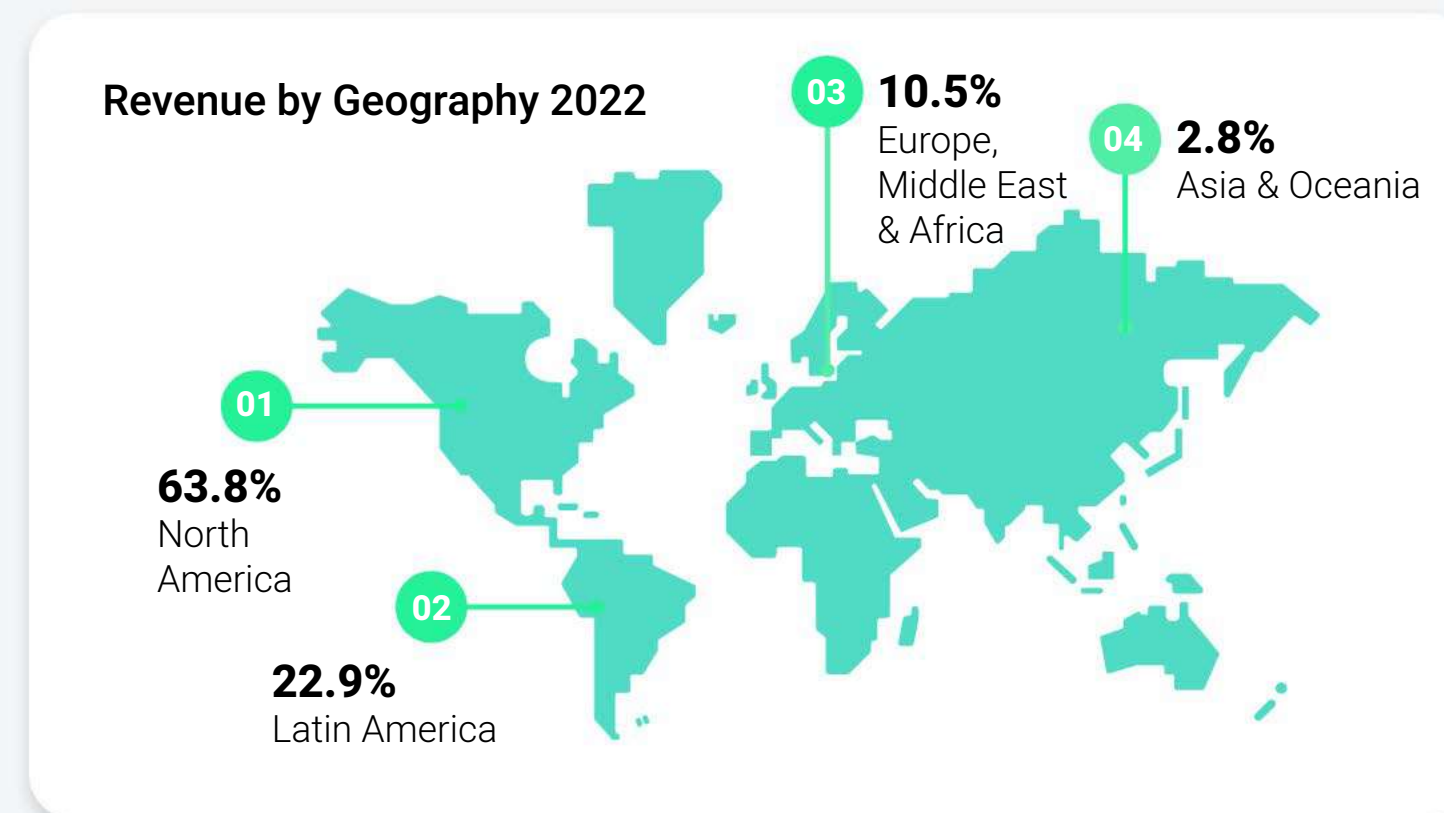 Revenue by Geography 2022
03
10.5%
Europe,
Middle East
& Africa
04
2.8%
Asia & Oceania
01
63.8%
North
America
02
22.9%
Latin America